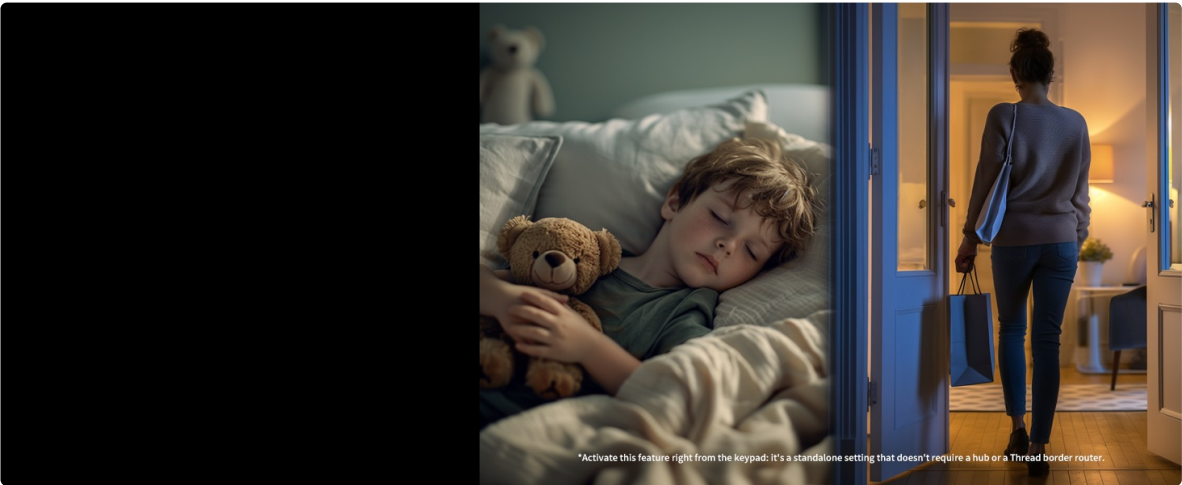 *Activate this feature right from the keypad: it's a standalone setting that doesn't require a hub or a Thread border router.